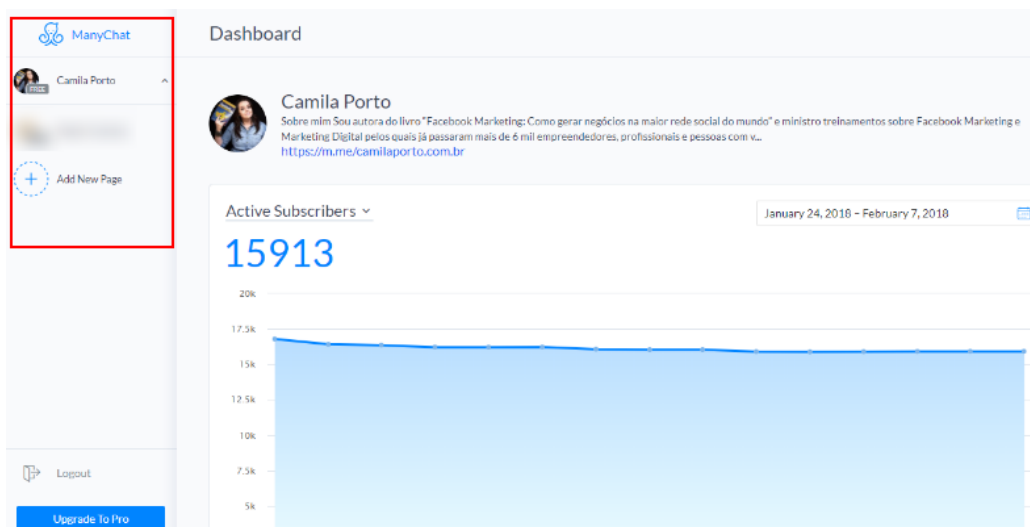 ManyChat
Dashboard
Camila Porto
FREE
Add New Page
Camila Porto
Sobre mim Sou autora do livro "Facebook Marketing: Como gerar negócios na maior rede social do mundo" e ministro treinamentos sobre Facebook Marketing e
Marketing Digital pelos quais já passaram mais de 6 mil empreendedores, profissionais e pessoas com v...
https://m.me/camilaporto.com.br
Active Subscribers
January 24, 2018 – February 7, 2018
15913
20k
17.5k
15k
12.5k
10k
7.5k
5k
Logout
Upgrade To Pro